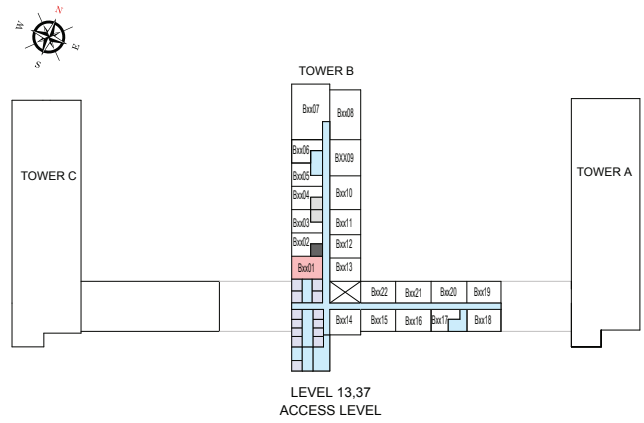 N
W
E
S
TOWER B
TOWER C
TOWER A
Bxx07
Bxx08
Bxx06
BXX09
Bxx05
Bxx04
Bxx10
Bxx03
Bxx11
Bxx02
Bxx12
Bxx01
Bxx13
Bxx22
Bxx21
Bxx20
Bxx19
Bxx14
Bxx15
Bxx16
Bxx17
Bxx18
LEVEL 13,37
ACCESS LEVEL